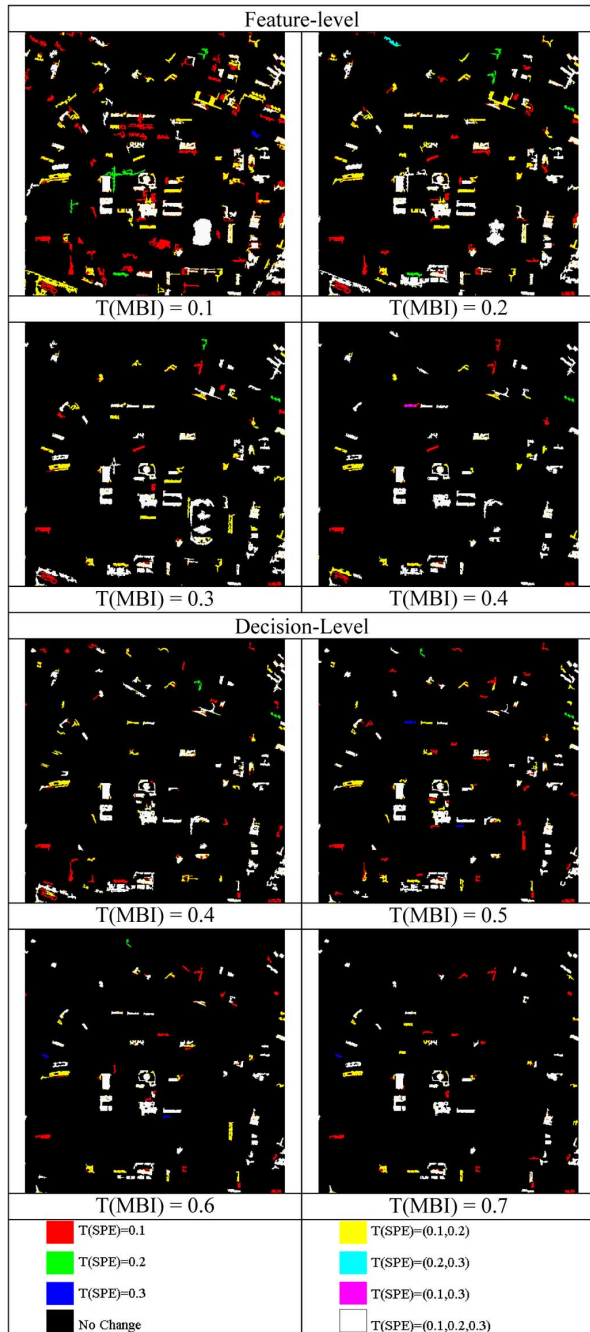 Feature-level
T(MBI) = 0.1
T(MBI) = 0.2
T(MBI) = 0.3
T(MBI) = 0.4
Decision-Level
T(MBI) = 0.4
T(MBI) = 0.5
T(MBI) = 0.6
T(MBI) = 0.7
T(SPE)=0.1
T(SPE)=0.2
T(SPE)=0.3
No Change
T(SPE)=(0.1,0.2)
T(SPE)=(0.2,0.3)
T(SPE)=(0.1,0.3)
T(SPE)=(0.1,0.2,0.3)